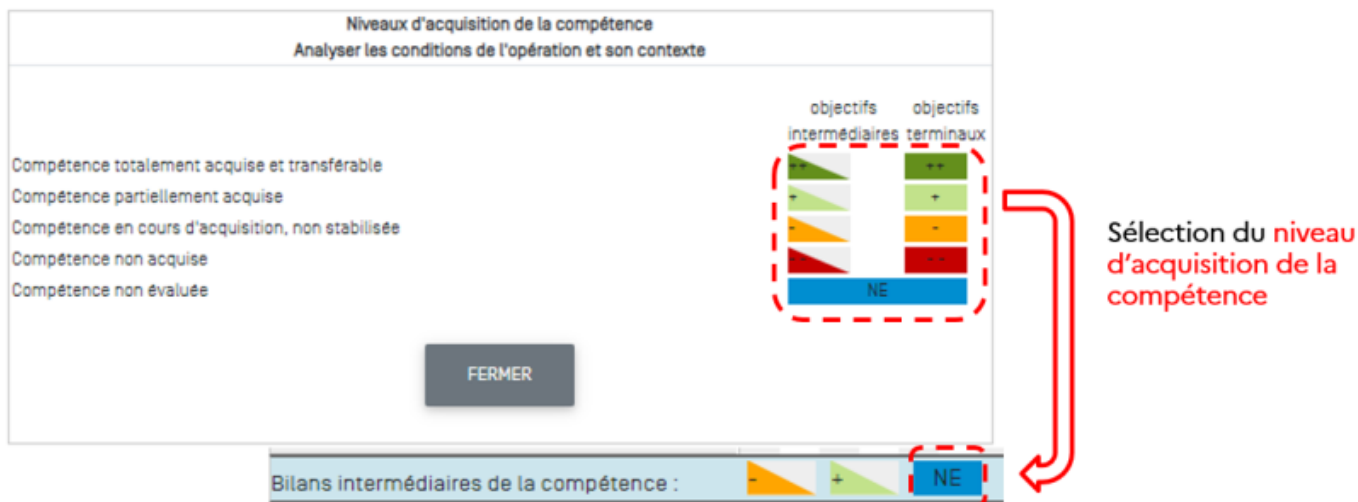 Niveaux d'acquisition de la compétence
Analyser les conditions de l'opération et son contexte
objectifs objectifs
intermédiaires terminaux
Compétence totalement acquise et transférable ++ ++
Compétence partiellement acquise + +
Compétence en cours d'acquisition, non stabilisée - -
Compétence non acquise -- --
Compétence non évaluée NE
Sélection du niveau
d'acquisition de la
compétence
FERMER
Bilans intermédiaires de la compétence : - + NE